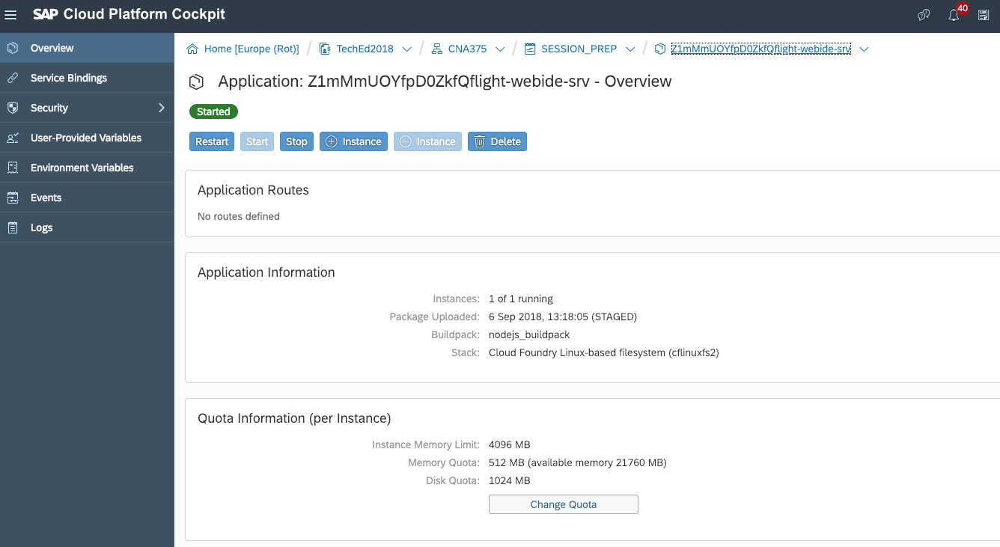 SAP Cloud Platform Cockpit
40
Overview
Service Bindings
Security
User-Provided Variables
Environment Variables
Events
Logs
Home [Europe (Rot)] / TechEd2018 / CNA375 / SESSION_PREP / Z1mMmUOYfpD0ZkfQflight-webide-srv
Application: Z1mMmUOYfpD0ZkfQflight-webide-srv - Overview
Started
Restart Start Stop Instance Instance Delete
Application Routes
No routes defined
Application Information
Instances: 1 of 1 running
Package Uploaded: 6 Sep 2018, 13:18:05 (STAGED)
Buildpack: nodejs_buildpack
Stack: Cloud Foundry Linux-based filesystem (cflinuxfs2)
Quota Information (per Instance)
Instance Memory Limit: 4096 MB
Memory Quota: 512 MB (available memory 21760 MB)
Disk Quota: 1024 MB
Change Quota